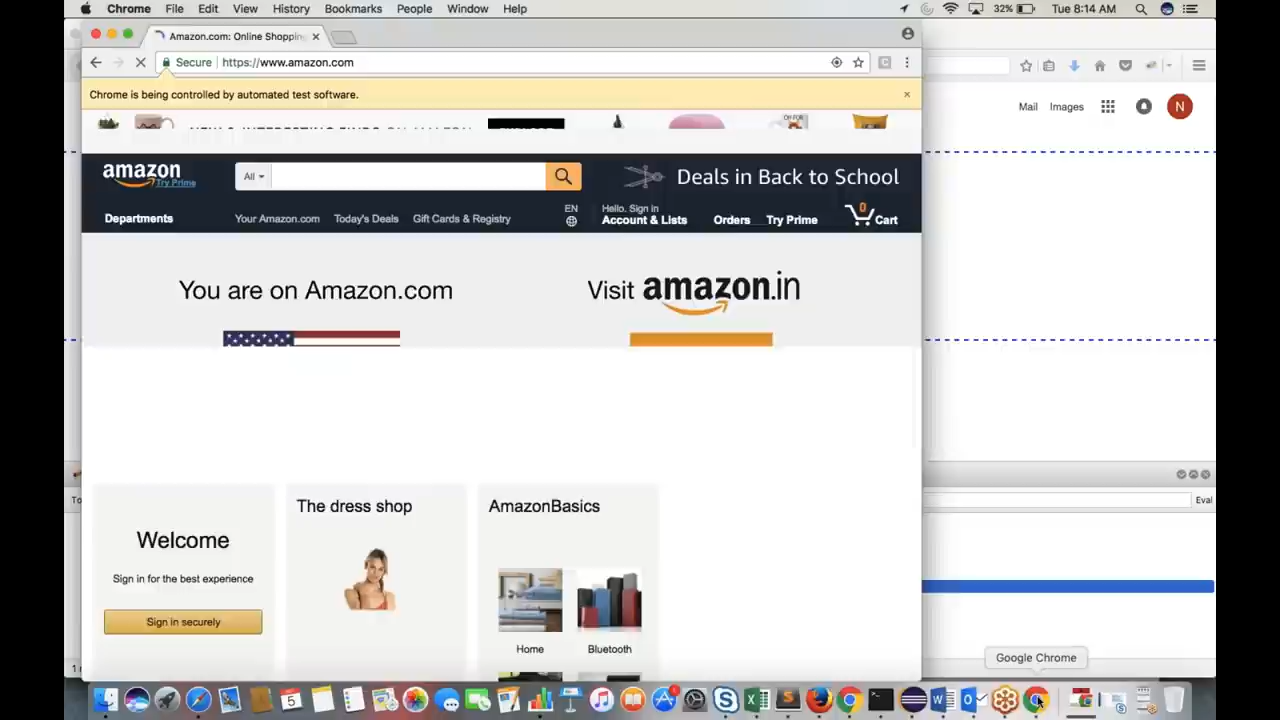 Chrome File Edit View History Bookmarks People Window Help 32% Tue 8:14 AM
Amazon.com: Online Shopping
Secure https://www.amazon.com
Chrome is being controlled by automated test software.
Mail Images N
amazon
Try Prime
All
Deals in Back to School
Departments Your Amazon.com Today's Deals Gift Cards & Registry EN Hello. Sign in Account & Lists Orders Try Prime 0 Cart
You are on Amazon.com Visit amazon.in
Eval
The dress shop AmazonBasics
Welcome
Sign in for the best experience
Sign in securely
Home Bluetooth
Google Chrome
5